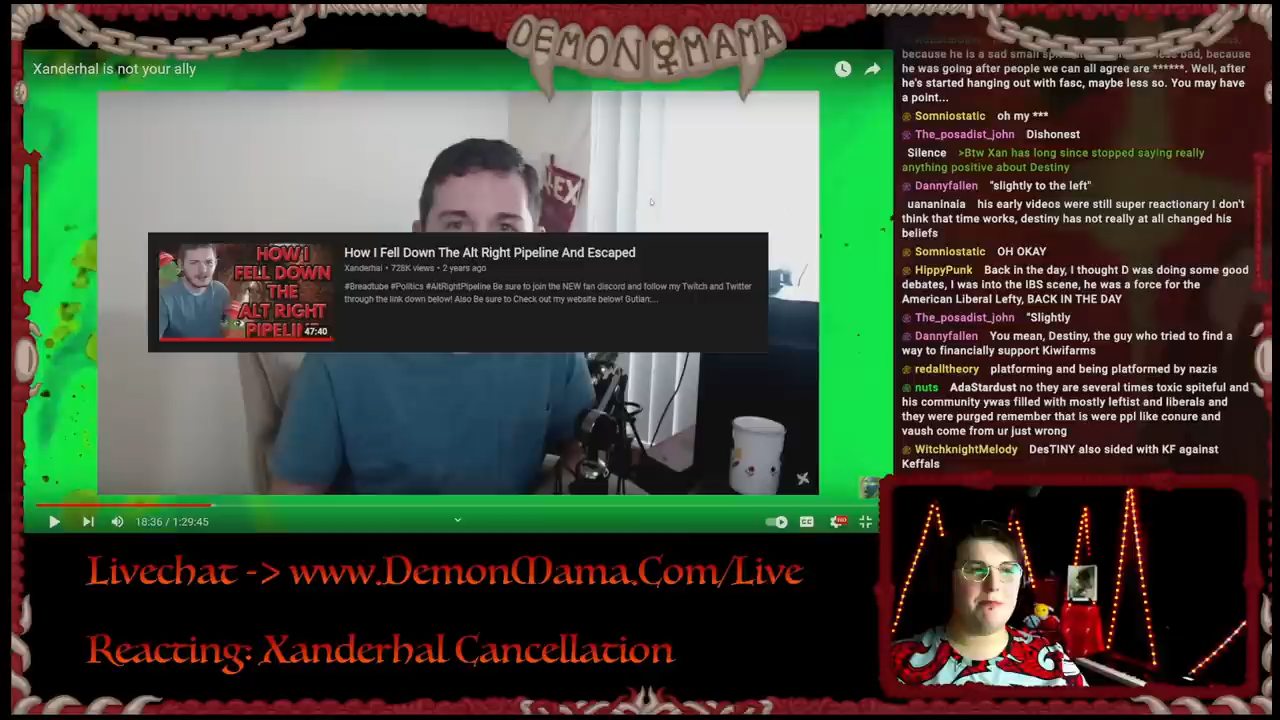 DEMON MAMA
Xanderhal is not your ally
EX
HOW I
FELL DOWN
THE
ALT RIGHT
47:40
How I Fell Down The Alt Right Pipeline And Escaped
Xanderhal • 728K views • 2 years ago
#Breadtube #Politics #AltRightPipeline Be sure to join the NEW fan discord and follow my Twitch and Twitter
through the link down below! Also Be sure to Check out my website below! Gutian:...
18:36 / 1:29:45
CC
HD
because he is a sad small bad, because
he was going after people we can all agree are ******. Well, after
he's started hanging out with fasc, maybe less so. You may have
a point...
Somniostatic oh my ***
The_posadist_john Dishonest
Silence >Btw Xan has long since stopped saying really
anything positive about Destiny
Dannyfallen "slightly to the left"
uananinaia his early videos were still super reactionary I don't
think that time works, destiny has not really at all changed his
beliefs
Somniostatic OH OKAY
HIppyPunk Back in the day, I thought D was doing some good
debates, I was into the IBS scene, he was a force for the
American Liberal Lefty, BACK IN THE DAY
The_posadist_john "Slightly
Dannyfallen You mean, Destiny, the guy who tried to find a
way to financially support Kiwifarms
redalltheory platforming and being platformed by nazis
nuts AdaStardust no they are several times toxic spiteful and
his community ywas filled with mostly leftist and liberals and
they were purged remember that is were ppl like conure and
vaush come from ur just wrong
WitchknightMelody DesTINY also sided with KF against
Keffals
Livechat -> www.DemonMama.Com/Live
Reacting: Xanderhal Cancellation